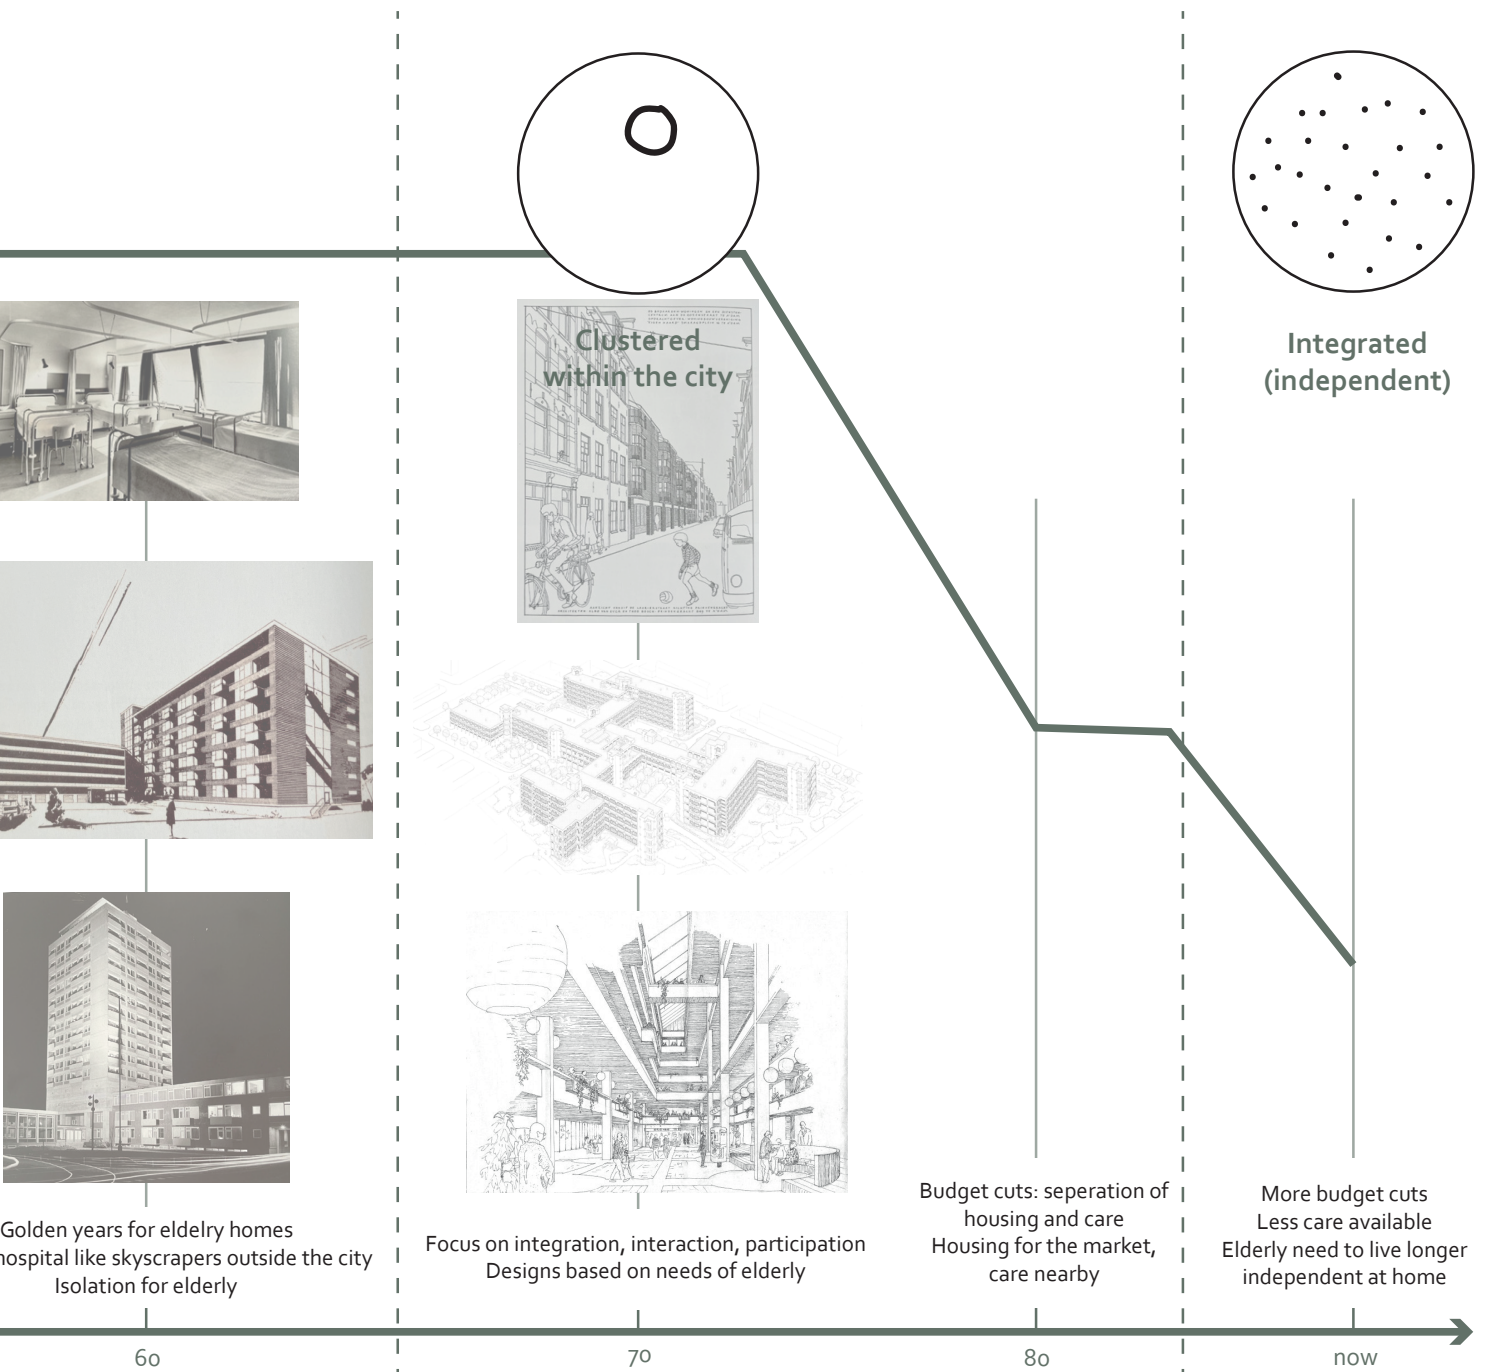 Clustered
within the city
Integrated
(independent)
Golden years for eldelry homes
hospital like skyscrapers outside the city
Isolation for elderly
Focus on integration, interaction, participation
Designs based on needs of elderly
Budget cuts: seperation of
housing and care
Housing for the market,
care nearby
More budget cuts
Less care available
Elderly need to live longer
independent at home
60
70
80
now